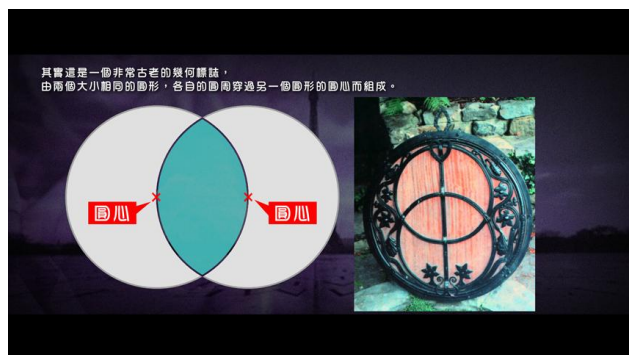 其實這是一個非常古老的幾何標誌，
由兩個大小相同的圓形，各自的圓周穿過另一個圓形的圓心而組成。
圓心
圓心